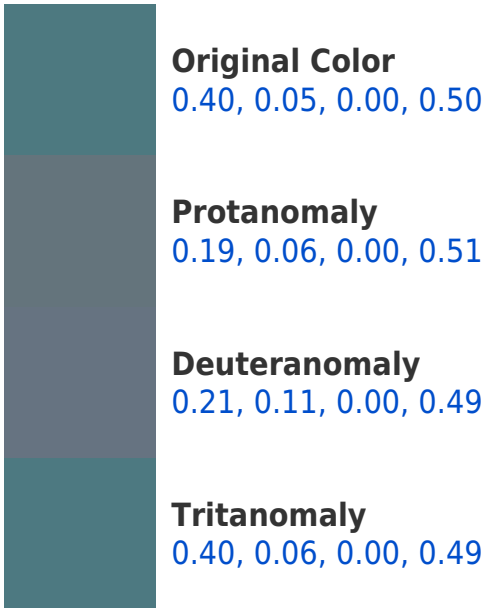 Original Color
0.40, 0.05, 0.00, 0.50
Protanomaly
0.19, 0.06, 0.00, 0.51
Deuteranomaly
0.21, 0.11, 0.00, 0.49
Tritanomaly
0.40, 0.06, 0.00, 0.49